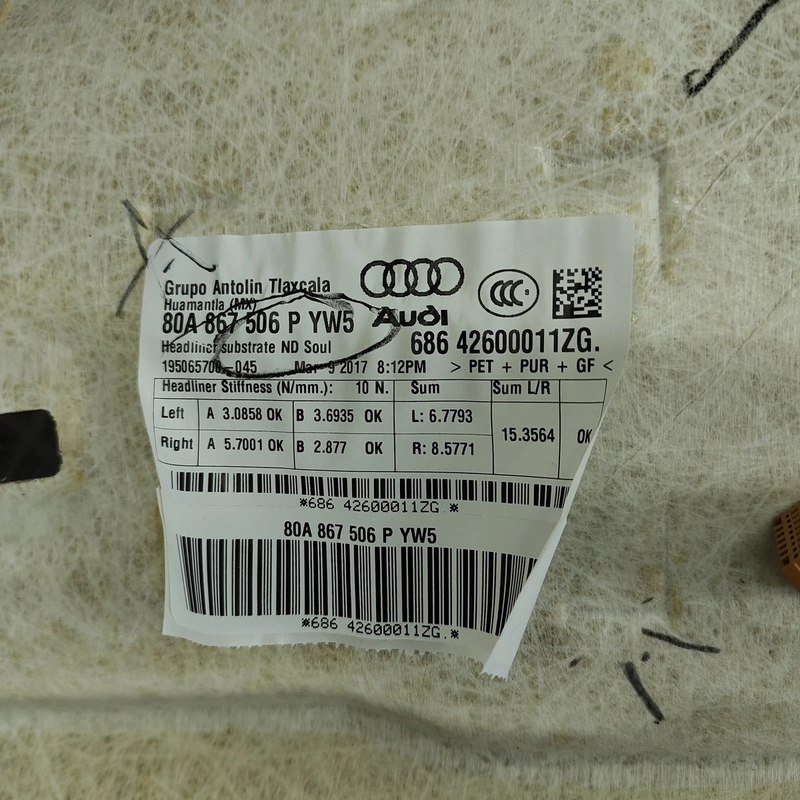 Grupo Antolin Tlaxcala
Huamantla (MX)
Audi
CCC
80A 867 506 P YW5
686 42600011ZG.
Headliner substrate ND Soul
195065700-045 Mar- 9 2017 8:12PM > PET + PUR + GF <
Headliner Stiffness (N/mm.): 10 N. Sum Sum L/R
Left A 3.0858 OK B 3.6935 OK L: 6.7793
15.3564 OK
Right A 5.7001 OK B 2.877 OK R: 8.5771
*686 42600011ZG.*
80A 867 506 P YW5
*686 42600011ZG.*